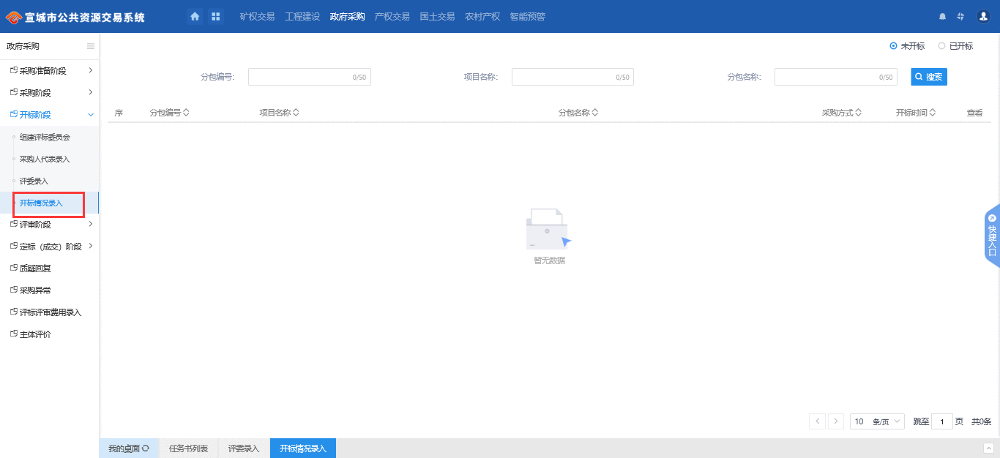 宣城市公共资源交易系统 矿权交易 工程建设 政府采购 产权交易 国土交易 农村产权 智能预警
政府采购
未开标 已开标
采购准备阶段
采购阶段
开标阶段
组建评标委员会
采购人代表录入
评委录入
开标情况录入
评审阶段
定标（成交）阶段
质疑回复
采购异常
评标评审费用录入
主体评价
分包编号: 0/50 项目名称: 0/50 分包名称: 0/50 搜索
序 分包编号 项目名称 分包名称 采购方式 开标时间 查看
暂无数据
快捷入口
10 条/页 跳至 1 页 共0条
我的桌面 任务书列表 评委录入 开标情况录入